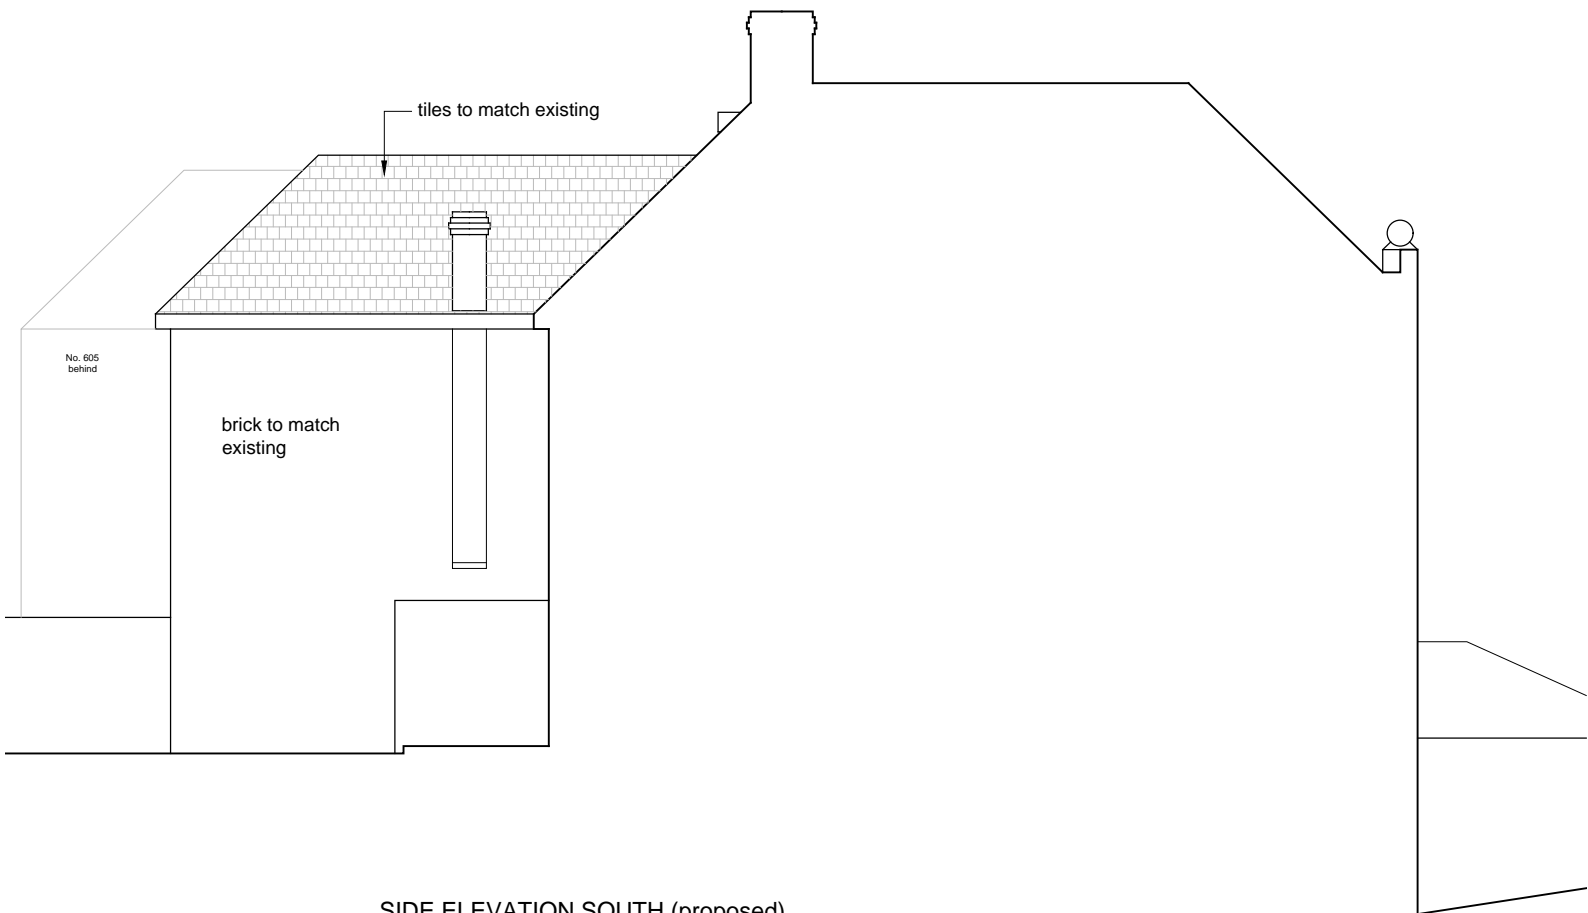 tiles to match existing
No. 605
behind
brick to match
existing
SIDE ELEVATION SOUTH (proposed)